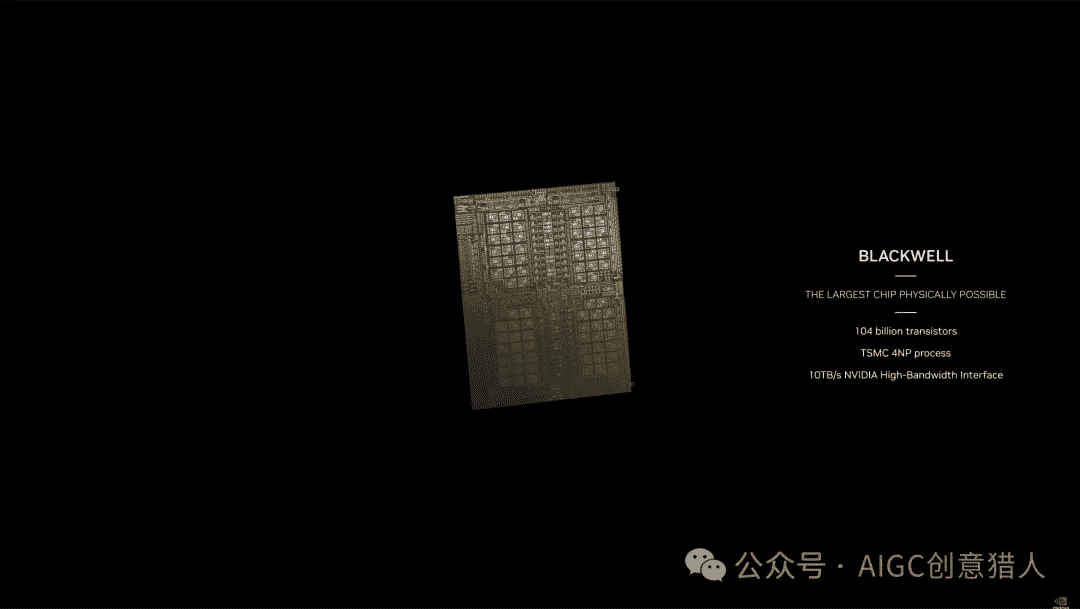 BLACKWELL
THE LARGEST CHIP PHYSICALLY POSSIBLE
104 billion transistors
TSMC 4NP process
10TB/s NVIDIA High-Bandwidth Interface
公众号 · AIGC创意猎人